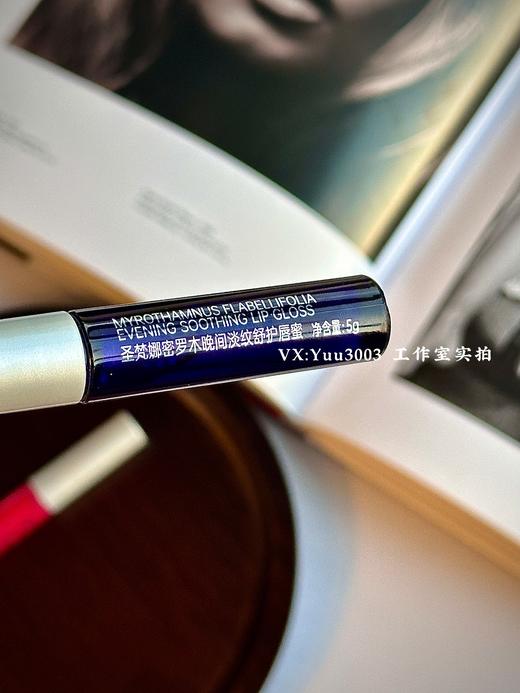 MYROTHAMNUS FLABELLIFOLIA
EVENING SOOTHING LIP GLOSS
圣梵娜密罗木晚间淡纹舒护唇蜜 净含量:5g
VX:Yuu3003 工作室实拍